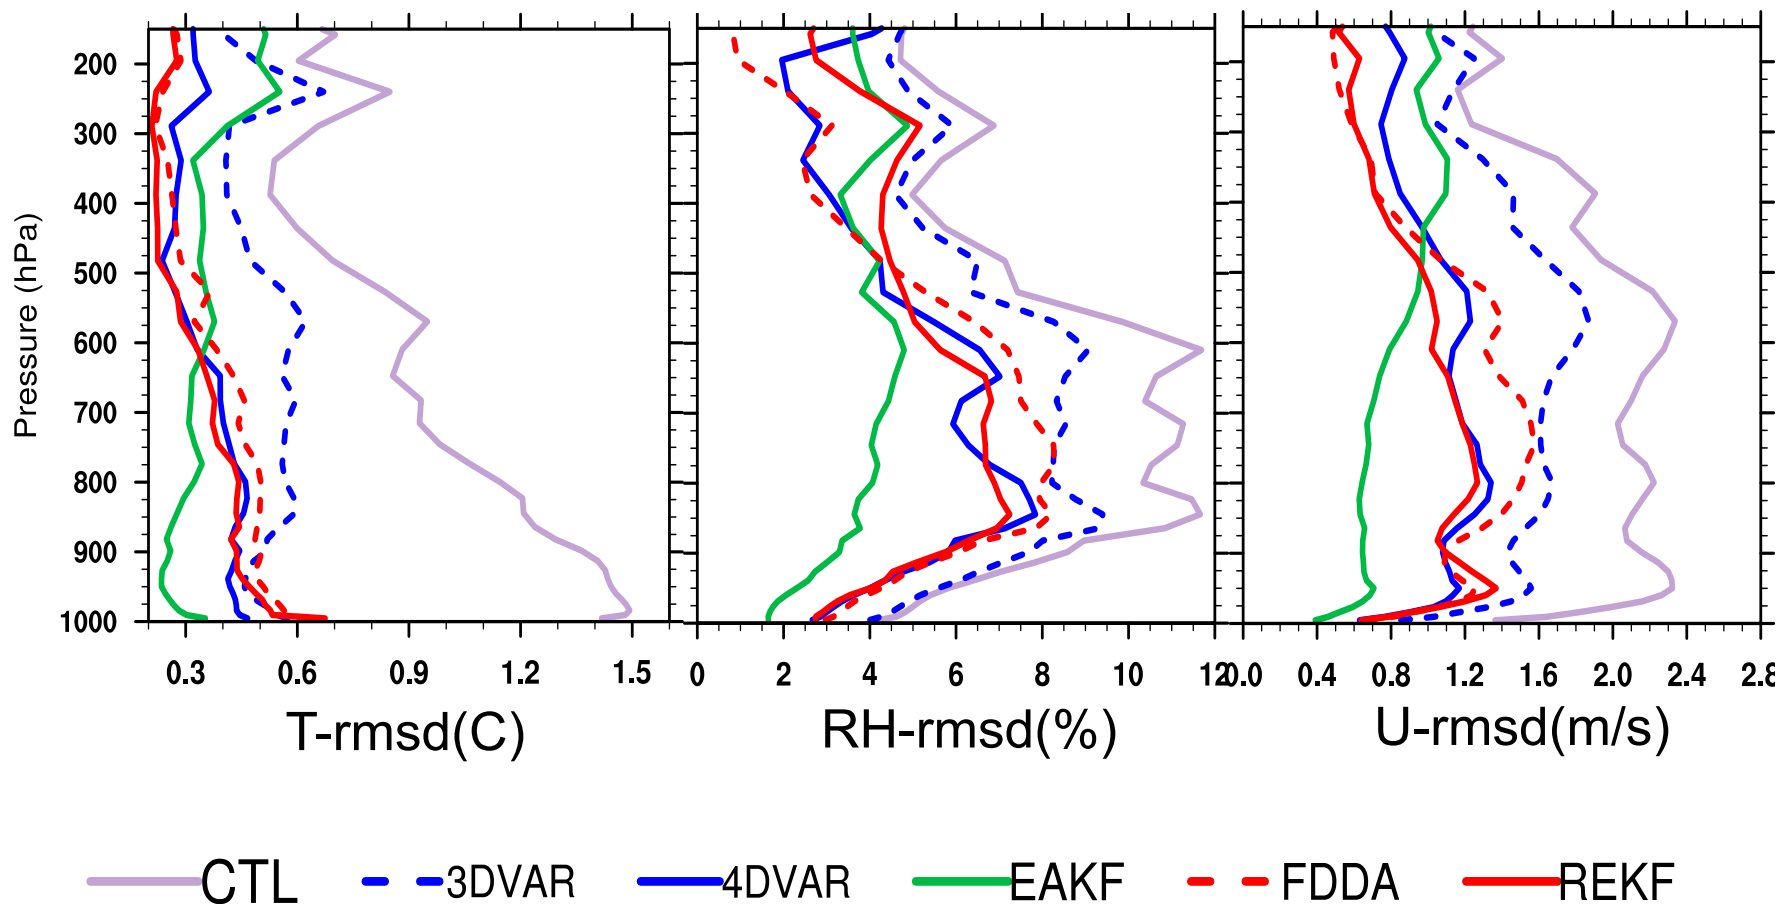 Pressure (hPa)
200
300
400
500
600
700
800
900
1000
0.3 0.6 0.9 1.2 1.5
0 2 4 6 8 10 12
0.0 0.4 0.8 1.2 1.6 2.0 2.4 2.8
T-rmsd(C) RH-rmsd(%) U-rmsd(m/s)
CTL 3DVAR 4DVAR EAKF FDDA REKF